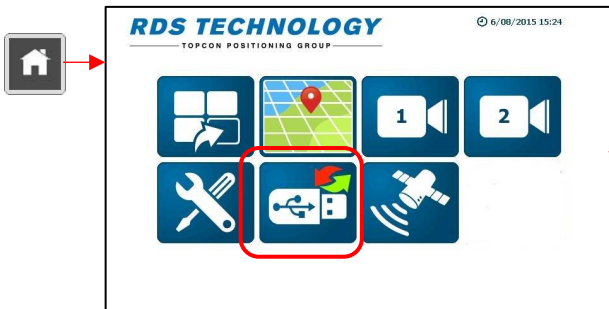 RDS TECHNOLOGY
TOPCON POSITIONING GROUP
6/08/2015 15:24
1
2